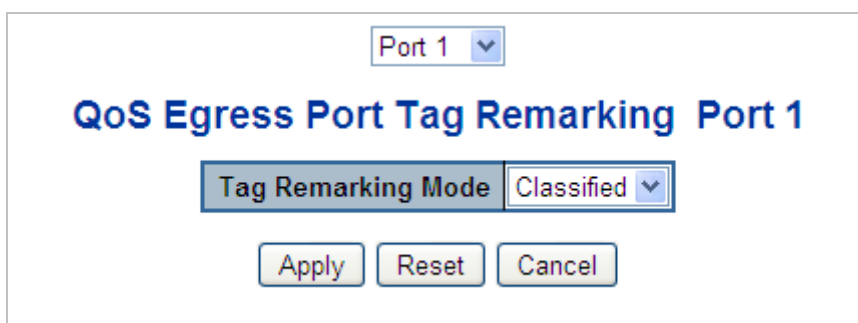 Port 1
QoS Egress Port Tag Remarking Port 1
Tag Remarking Mode Classified
Apply Reset Cancel